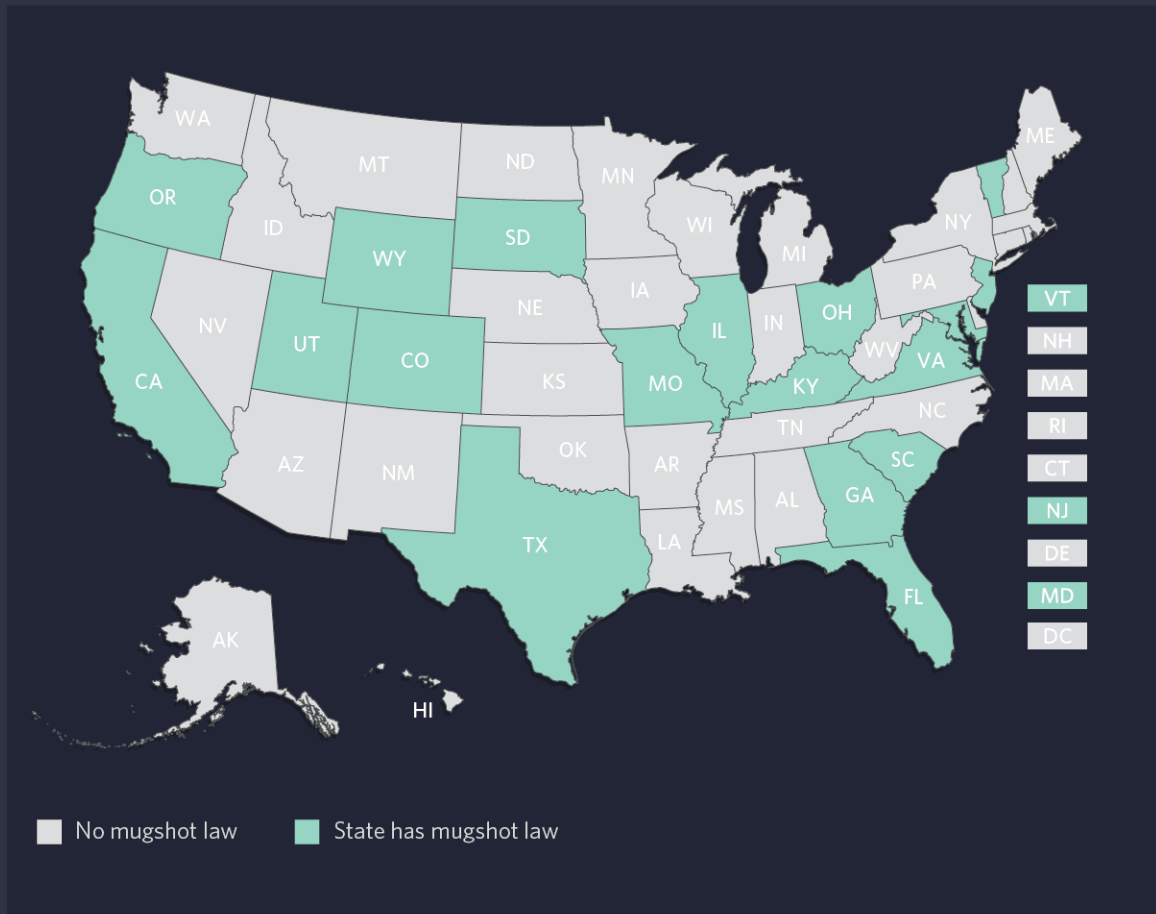 WA
MT
ND
MN
ME
OR
ID
SD
WI
NY
WY
MI
PA
IA
NE
IN
OH
NV
UT
CO
IL
WV
VA
CA
KS
MO
KY
NC
TN
AZ
NM
OK
AR
SC
MS
AL
GA
TX
LA
FL
AK
HI
VT
NH
MA
RI
CT
NJ
DE
MD
DC
No mugshot law
State has mugshot law